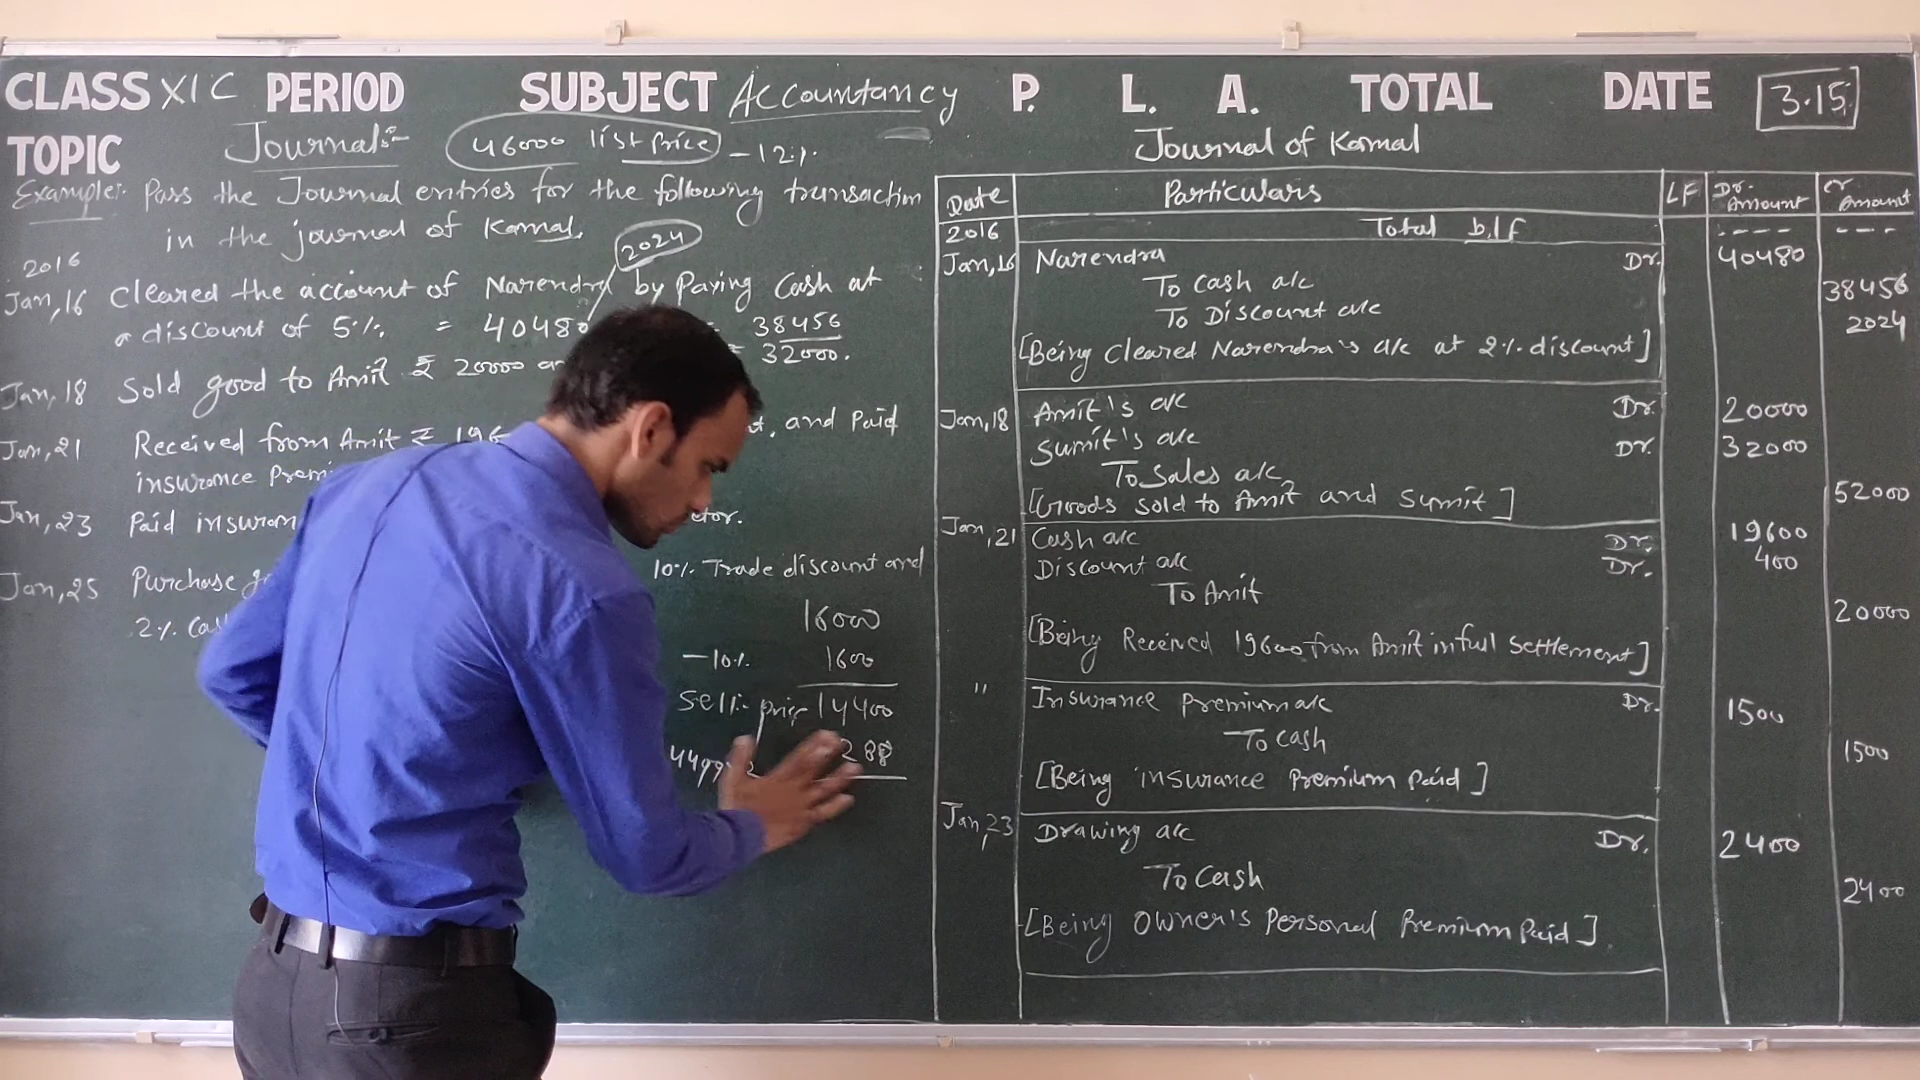 CLASS XI C PERIOD SUBJECT Accountancy P. L. A. TOTAL DATE 3.15
TOPIC Journal:-
46000 list price -12%
Example:- Pass the Journal entries for the following transaction
in the journal of Kamal.
2016
2024
Jan,16 Cleared the account of Narendra by Paying Cash at
a discount of 5% = 40480 = 38456
= 32000.
Jan,18 Sold good to Amit ₹ 20000
Jan,21 Received from Amit ₹ and Paid
insurance
Jan,23 Paid
Jan,25 Purchase 10% Trade discount and
2%
16000
-10% 1600
Sell. price 14400
288
Journal of Kamal
Date Particulars LF Dr. Amount Cr Amount
2016 Total b/f ---- ---
Jan,16 Narendra Dr. 40480
To Cash a/c 38456
To Discount a/c 2024
[Being Cleared Narendra's a/c at 2% discount]
Jan,18 Amit's a/c Dr. 20000
Sumit's a/c Dr. 32000
To Sales a/c 52000
[Goods sold to Amit and Sumit]
Jan,21 Cash a/c Dr. 19600
Discount a/c Dr. 400
To Amit 20000
[Being Received 19600 from Amit in full Settlement]
" Insurance premium a/c Dr. 1500
To Cash 1500
[Being insurance Premium Paid]
Jan,23 Drawing a/c Dr. 2400
To Cash 2400
[Being Owner's Personal Premium Paid]